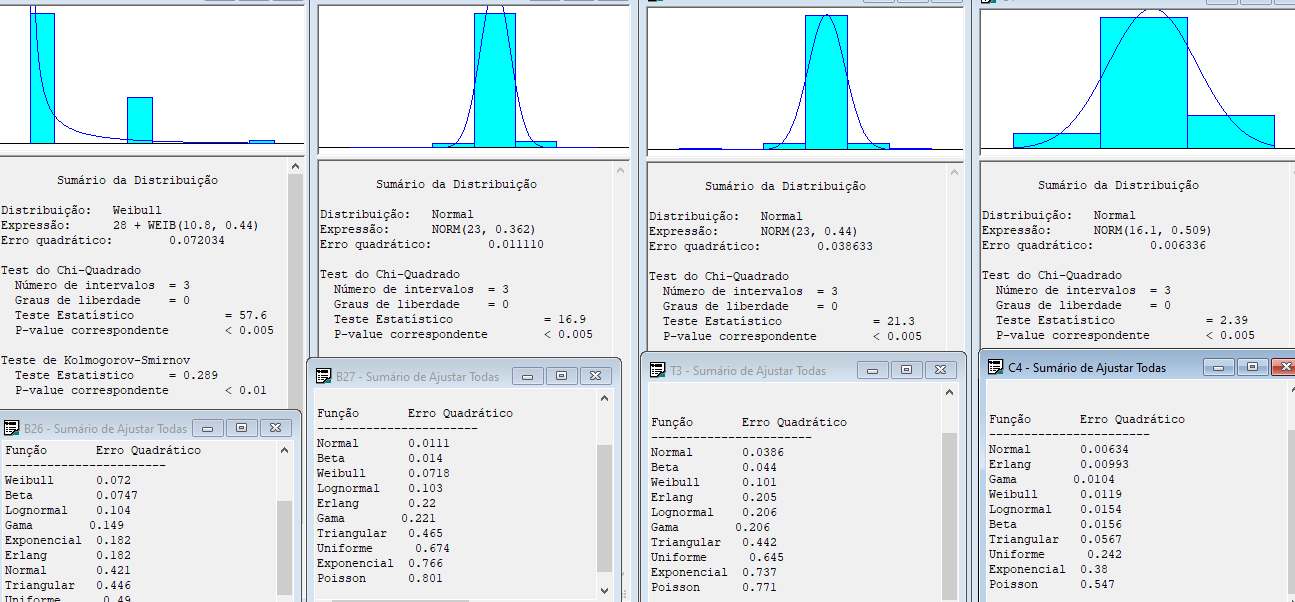 Sumário da Distribuição
Distribuição: Weibull
Expressão: 28 + WEIB(10.8, 0.44)
Erro quadrático: 0.072034
Test do Chi-Quadrado
Número de intervalos = 3
Graus de liberdade = 0
Teste Estatístico = 57.6
P-value correspondente < 0.005
Teste de Kolmogorov-Smirnov
Teste Estatístico = 0.289
P-value correspondente < 0.01
B26 - Sumário de Ajustar Todas
Função Erro Quadrático
-----------------------
Weibull 0.072
Beta 0.0747
Lognormal 0.104
Gama 0.149
Exponencial 0.182
Erlang 0.182
Normal 0.421
Triangular 0.446
Uniforme 0.49
Sumário da Distribuição
Distribuição: Normal
Expressão: NORM(23, 0.362)
Erro quadrático: 0.011110
Test do Chi-Quadrado
Número de intervalos = 3
Graus de liberdade = 0
Teste Estatístico = 16.9
P-value correspondente < 0.005
B27 - Sumário de Ajustar Todas
Função Erro Quadrático
-----------------------
Normal 0.0111
Beta 0.014
Weibull 0.0718
Lognormal 0.103
Erlang 0.22
Gama 0.221
Triangular 0.465
Uniforme 0.674
Exponencial 0.766
Poisson 0.801
Sumário da Distribuição
Distribuição: Normal
Expressão: NORM(23, 0.44)
Erro quadrático: 0.038633
Test do Chi-Quadrado
Número de intervalos = 3
Graus de liberdade = 0
Teste Estatístico = 21.3
P-value correspondente < 0.005
T3 - Sumário de Ajustar Todas
Função Erro Quadrático
-----------------------
Normal 0.0386
Beta 0.044
Weibull 0.101
Erlang 0.205
Lognormal 0.206
Gama 0.206
Triangular 0.442
Uniforme 0.645
Exponencial 0.737
Poisson 0.771
Sumário da Distribuição
Distribuição: Normal
Expressão: NORM(16.1, 0.509)
Erro quadrático: 0.006336
Test do Chi-Quadrado
Número de intervalos = 3
Graus de liberdade = 0
Teste Estatístico = 2.39
P-value correspondente < 0.005
C4 - Sumário de Ajustar Todas
Função Erro Quadrático
-----------------------
Normal 0.00634
Erlang 0.00993
Gama 0.0104
Weibull 0.0119
Lognormal 0.0154
Beta 0.0156
Triangular 0.0567
Uniforme 0.242
Exponencial 0.38
Poisson 0.547